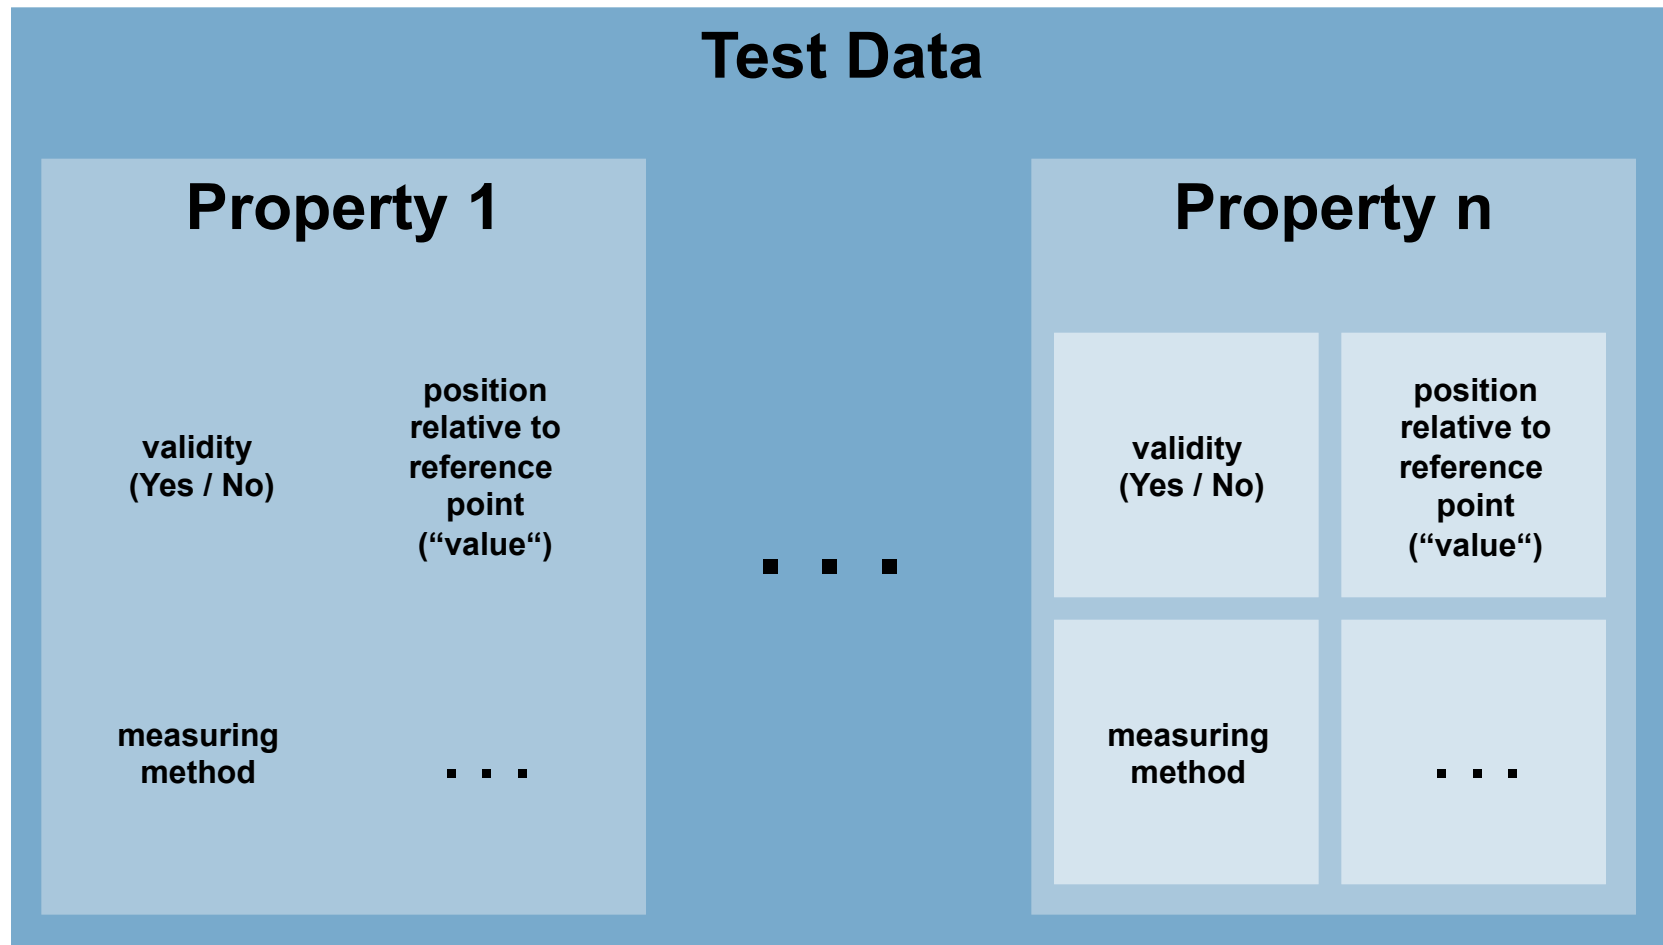 Test Data
Property 1
validity
(Yes / No)
position
relative to
reference
point
(“value“)
measuring
method
. . .
. . .
Property n
validity
(Yes / No)
position
relative to
reference
point
(“value“)
measuring
method
. . .